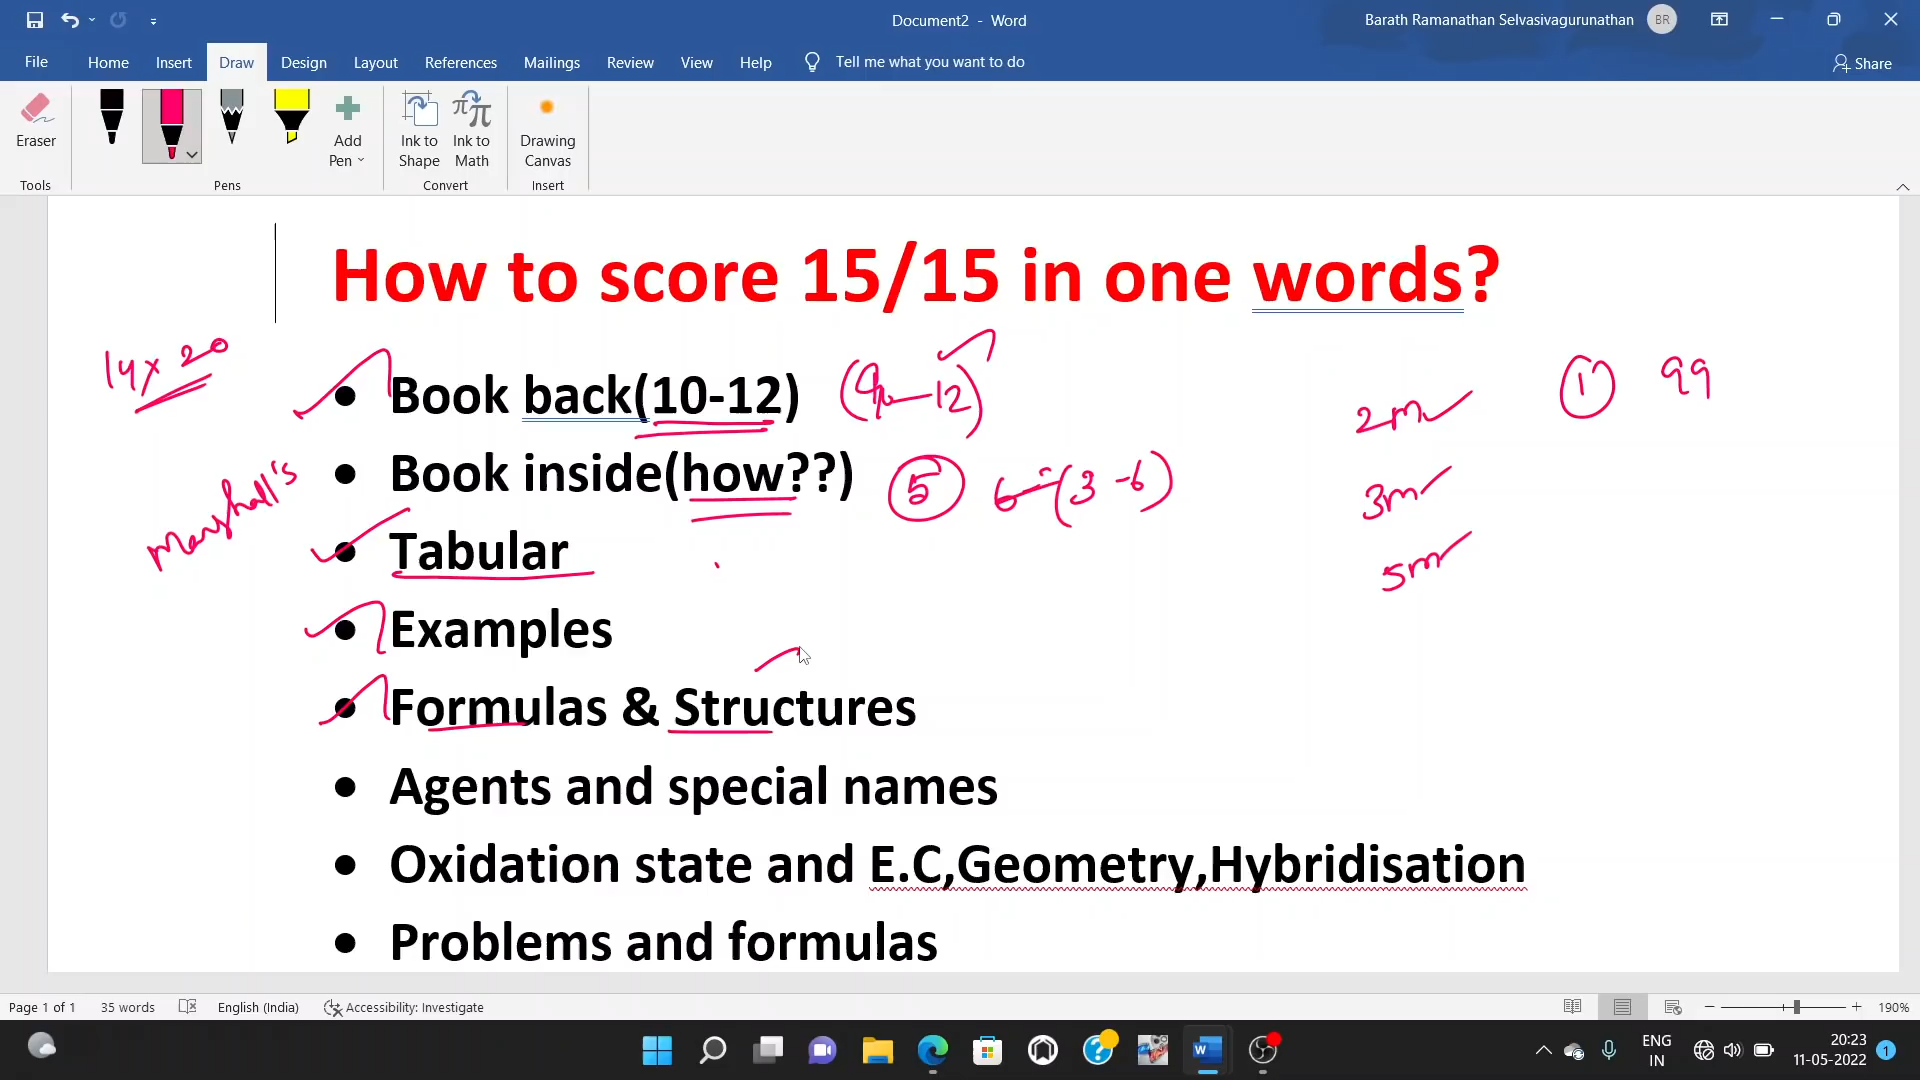 Document2 - Word
Barath Ramanathan Selvasivagurunathan
BR
File Home Insert Draw Design Layout References Mailings Review View Help Tell me what you want to do
Share
Eraser
Add Pen
Ink to Shape
Ink to Math
Drawing Canvas
Tools Pens Convert Insert
How to score 15/15 in one words?
14x 20
• Book back(10-12)
12)
2m
1 99
• Book inside(how??)
5 6 (3 -6)
3m
Marshall's
• Tabular
5m
• Examples
• Formulas & Structures
• Agents and special names
• Oxidation state and E.C,Geometry,Hybridisation
• Problems and formulas
Page 1 of 1 35 words English (India) Accessibility: Investigate 190%
ENG
IN
20:23
11-05-2022
1